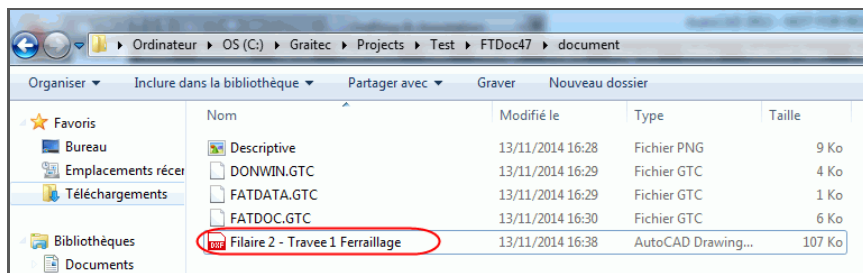 Ordinateur ▸ OS (C:) ▸ Graitec ▸ Projects ▸ Test ▸ FTDoc47 ▸ document
Organiser ▾ Inclure dans la bibliothèque ▾ Partager avec ▾ Graver Nouveau dossier
Favoris
Bureau
Emplacements récer
Téléchargements
Bibliothèques
Documents
Nom Modifié le Type Taille
Descriptive 13/11/2014 16:28 Fichier PNG 9 Ko
DONWIN.GTC 13/11/2014 16:29 Fichier GTC 4 Ko
FATDATA.GTC 13/11/2014 16:29 Fichier GTC 1 Ko
FATDOC.GTC 13/11/2014 16:30 Fichier GTC 6 Ko
DXF Filaire 2 - Travee 1 Ferraillage 13/11/2014 16:38 AutoCAD Drawing... 107 Ko